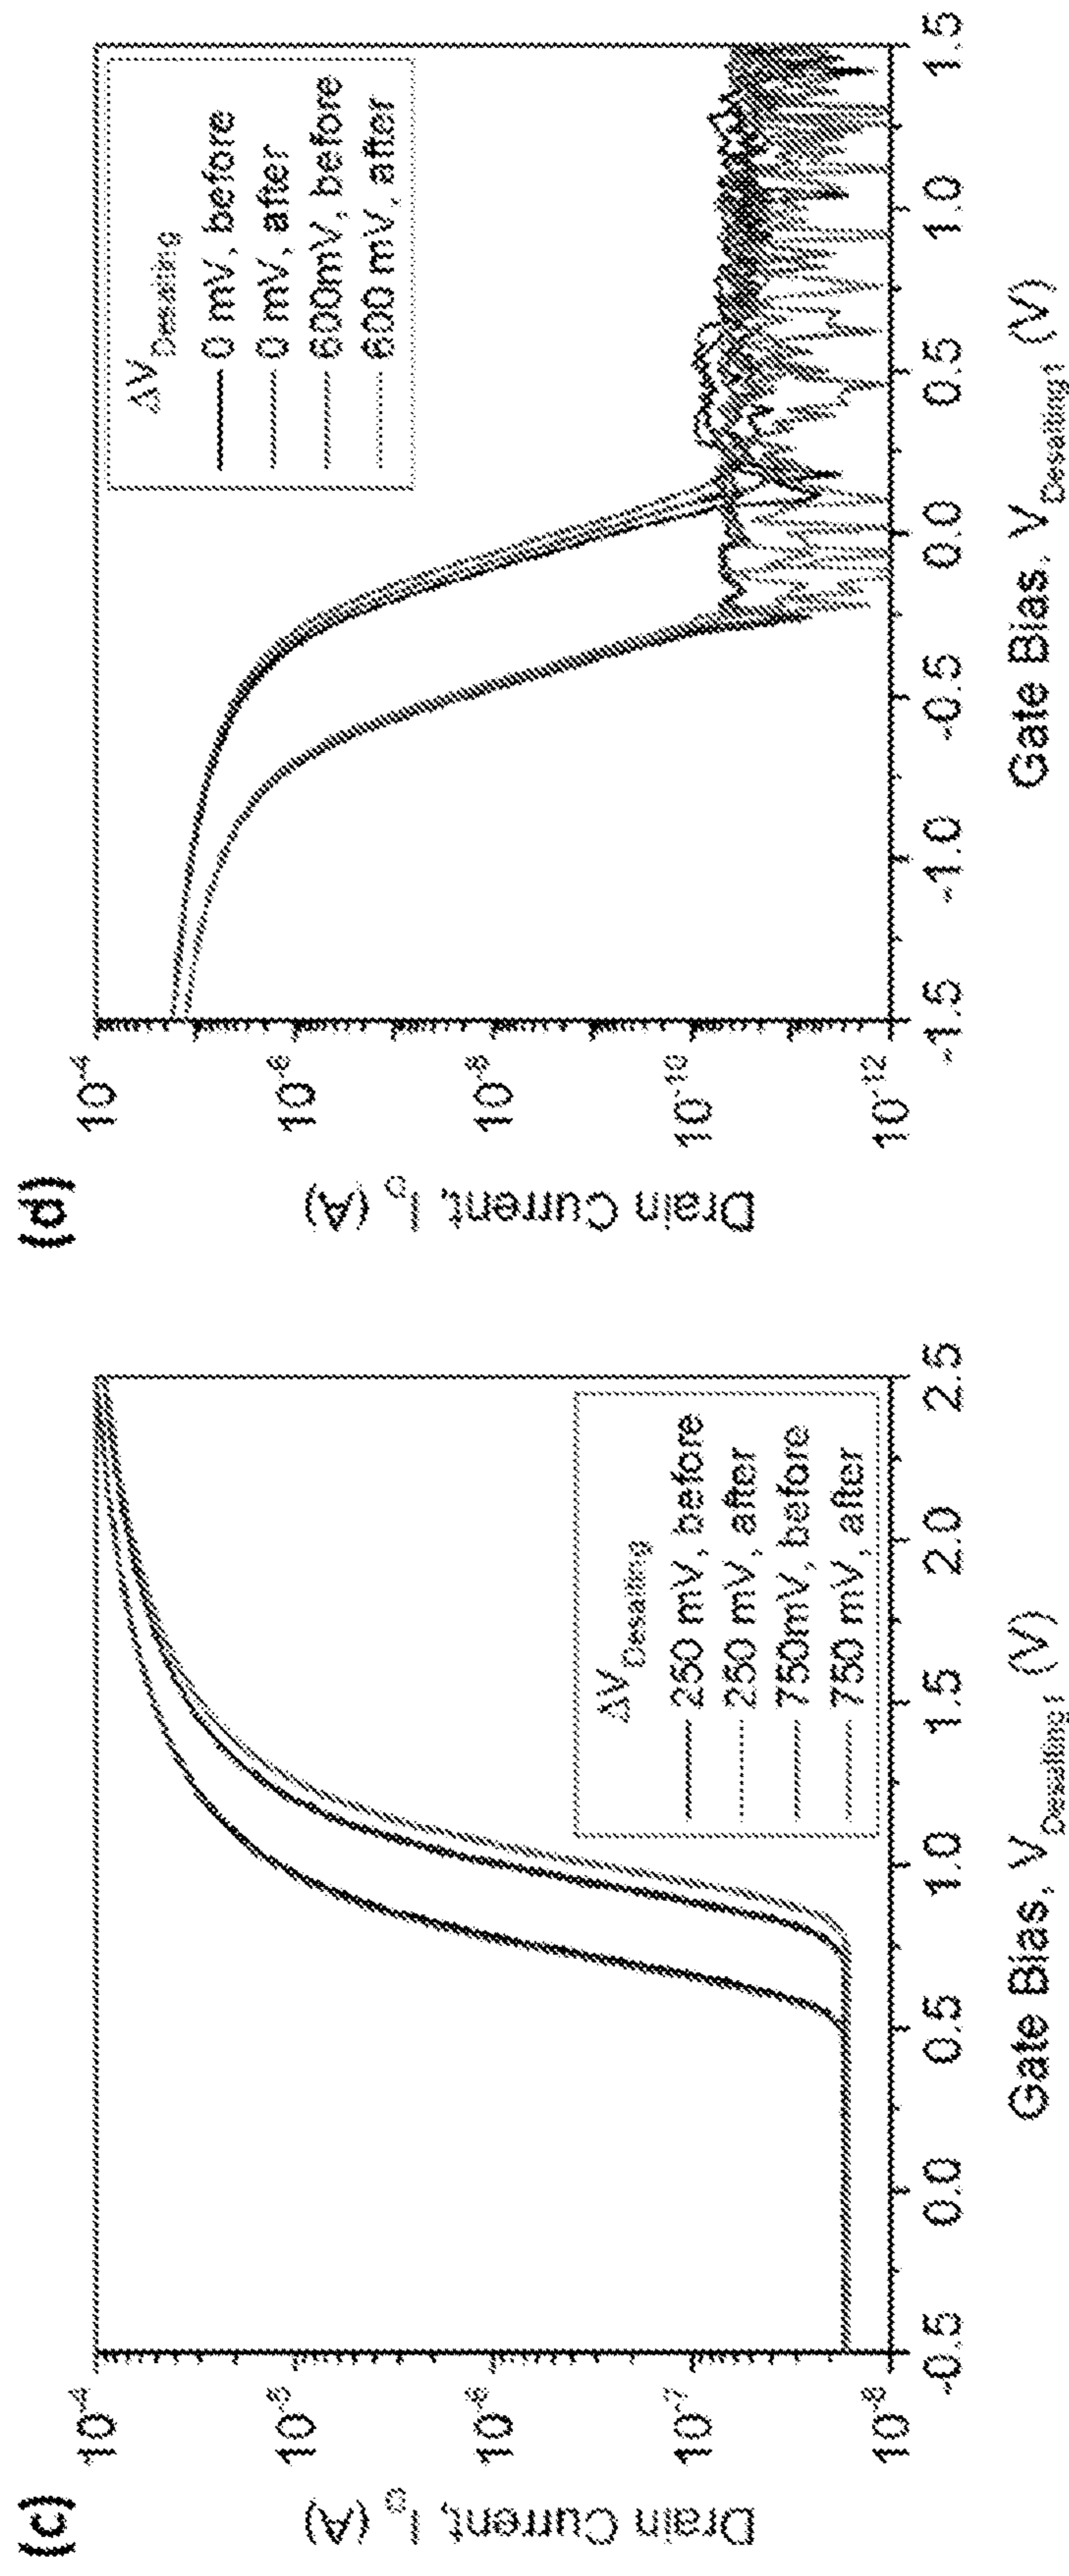 (c)
Drain Current, I_D (A)
10^-4
10^-5
10^-6
10^-7
10^-8
-0.5
0.0
0.5
1.0
1.5
2.0
2.5
Gate Bias, V_Desalting1 (V)
ΔV_Desalting
250 mV, before
250 mV, after
750mV, before
750 mV, after
(d)
Drain Current, I_D (A)
10^-4
10^-6
10^-8
10^-10
10^-12
-1.5
-1.0
-0.5
0.0
0.5
1.0
1.5
Gate Bias, V_Desalting1 (V)
ΔV_Desalting
0 mV, before
0 mV, after
600mV, before
600 mV, after